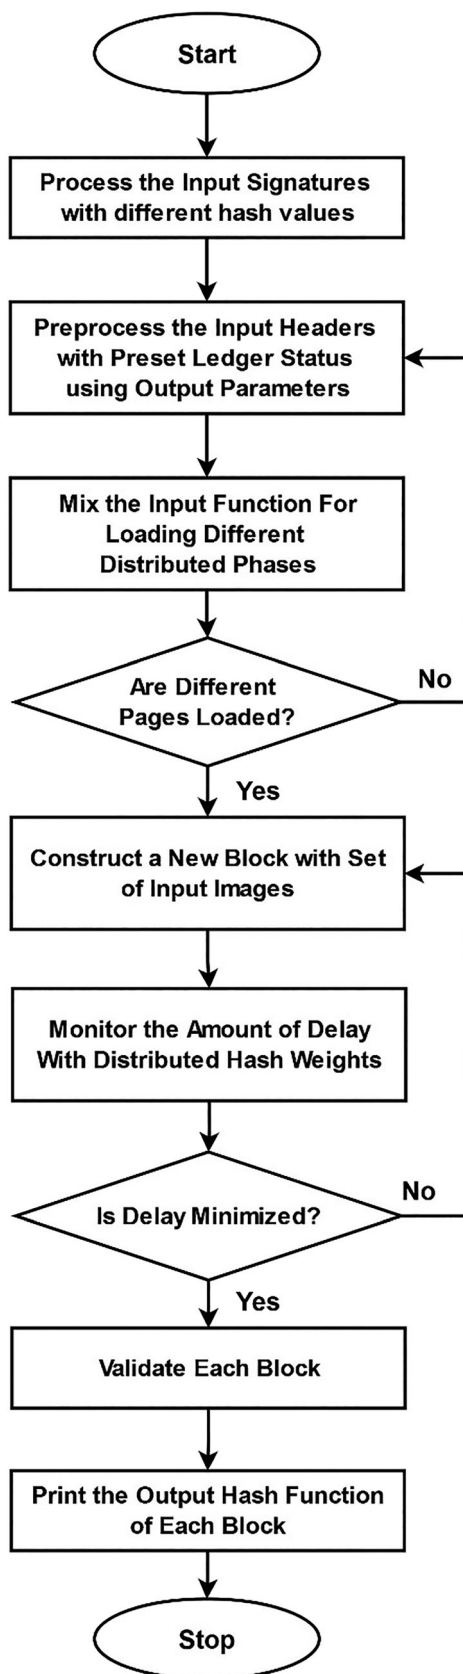 Start
Process the Input Signatures
with different hash values
Preprocess the Input Headers
with Preset Ledger Status
using Output Parameters
Mix the Input Function For
Loading Different
Distributed Phases
Are Different
Pages Loaded?
No
Yes
Construct a New Block with Set
of Input Images
Monitor the Amount of Delay
With Distributed Hash Weights
Is Delay Minimized?
No
Yes
Validate Each Block
Print the Output Hash Function
of Each Block
Stop